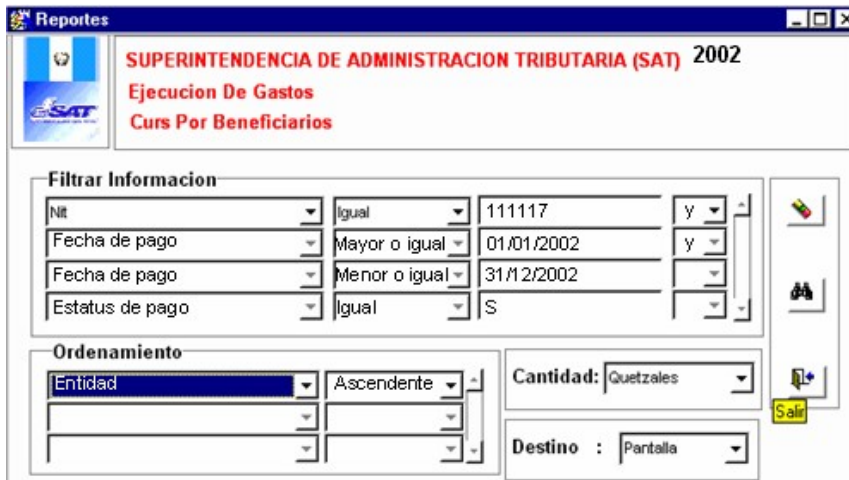 Reportes
SUPERINTENDENCIA DE ADMINISTRACION TRIBUTARIA (SAT) 2002
Ejecucion De Gastos
Curs Por Beneficiarios
SAT
Filtrar Informacion
Nit Igual 111117 y
Fecha de pago Mayor o igual 01/01/2002 y
Fecha de pago Menor o igual 31/12/2002
Estatus de pago Igual S
Ordenamiento
Entidad Ascendente
Cantidad: Quetzales
Salir
Destino : Pantalla